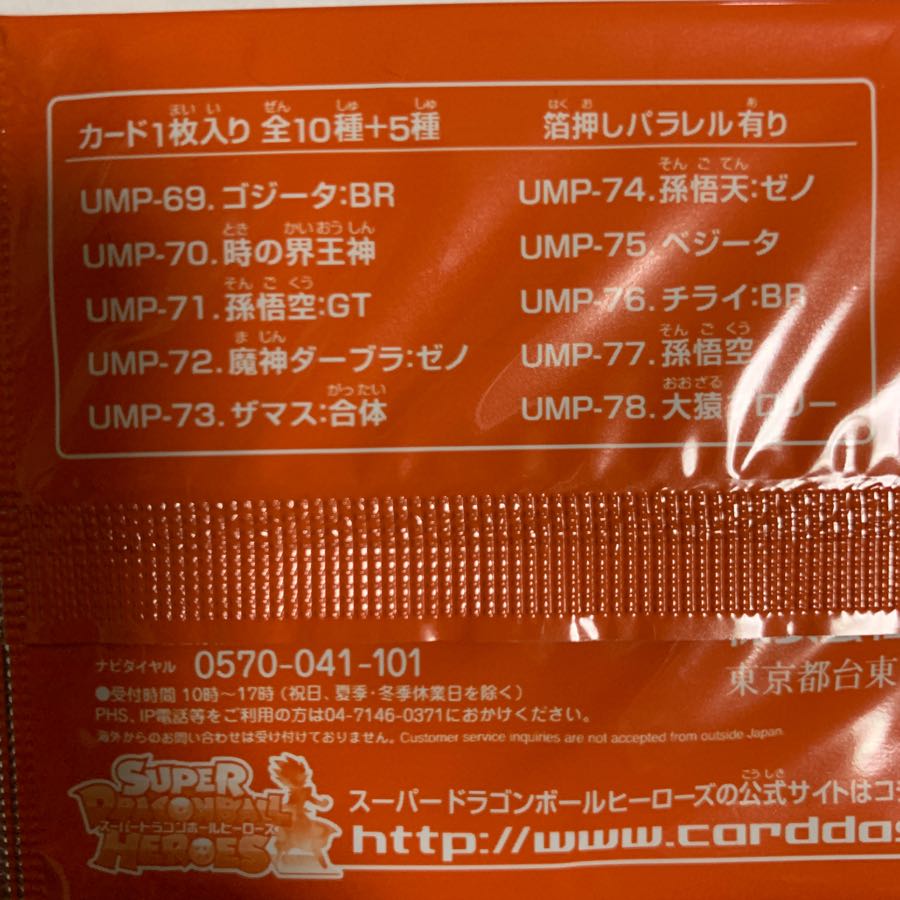 カード1枚入り 全10種+5種 箔押しパラレル有り
UMP-69.ゴジータ:BR
UMP-70.時の界王神
UMP-71.孫悟空:GT
UMP-72.魔神ダーブラ:ゼノ
UMP-73.ザマス:合体
UMP-74.孫悟天:ゼノ
UMP-75.ベジータ
UMP-76.チライ:BR
UMP-77.孫悟空
UMP-78.大猿
ナビダイヤル 0570-041-101
●受付時間 10時〜17時(祝日、夏季・冬季休業日を除く)
PHS、IP電話等をご利用の方は04-7146-0371におかけください。
海外からのお問い合わせは受け付けておりません。Customer service inquiries are not accepted from outside Japan.
東京都台東
SUPER
DRAGONBALL
スーパードラゴンボールヒーローズ
HEROES
スーパードラゴンボールヒーローズの公式サイトはコ
http://www.carddas